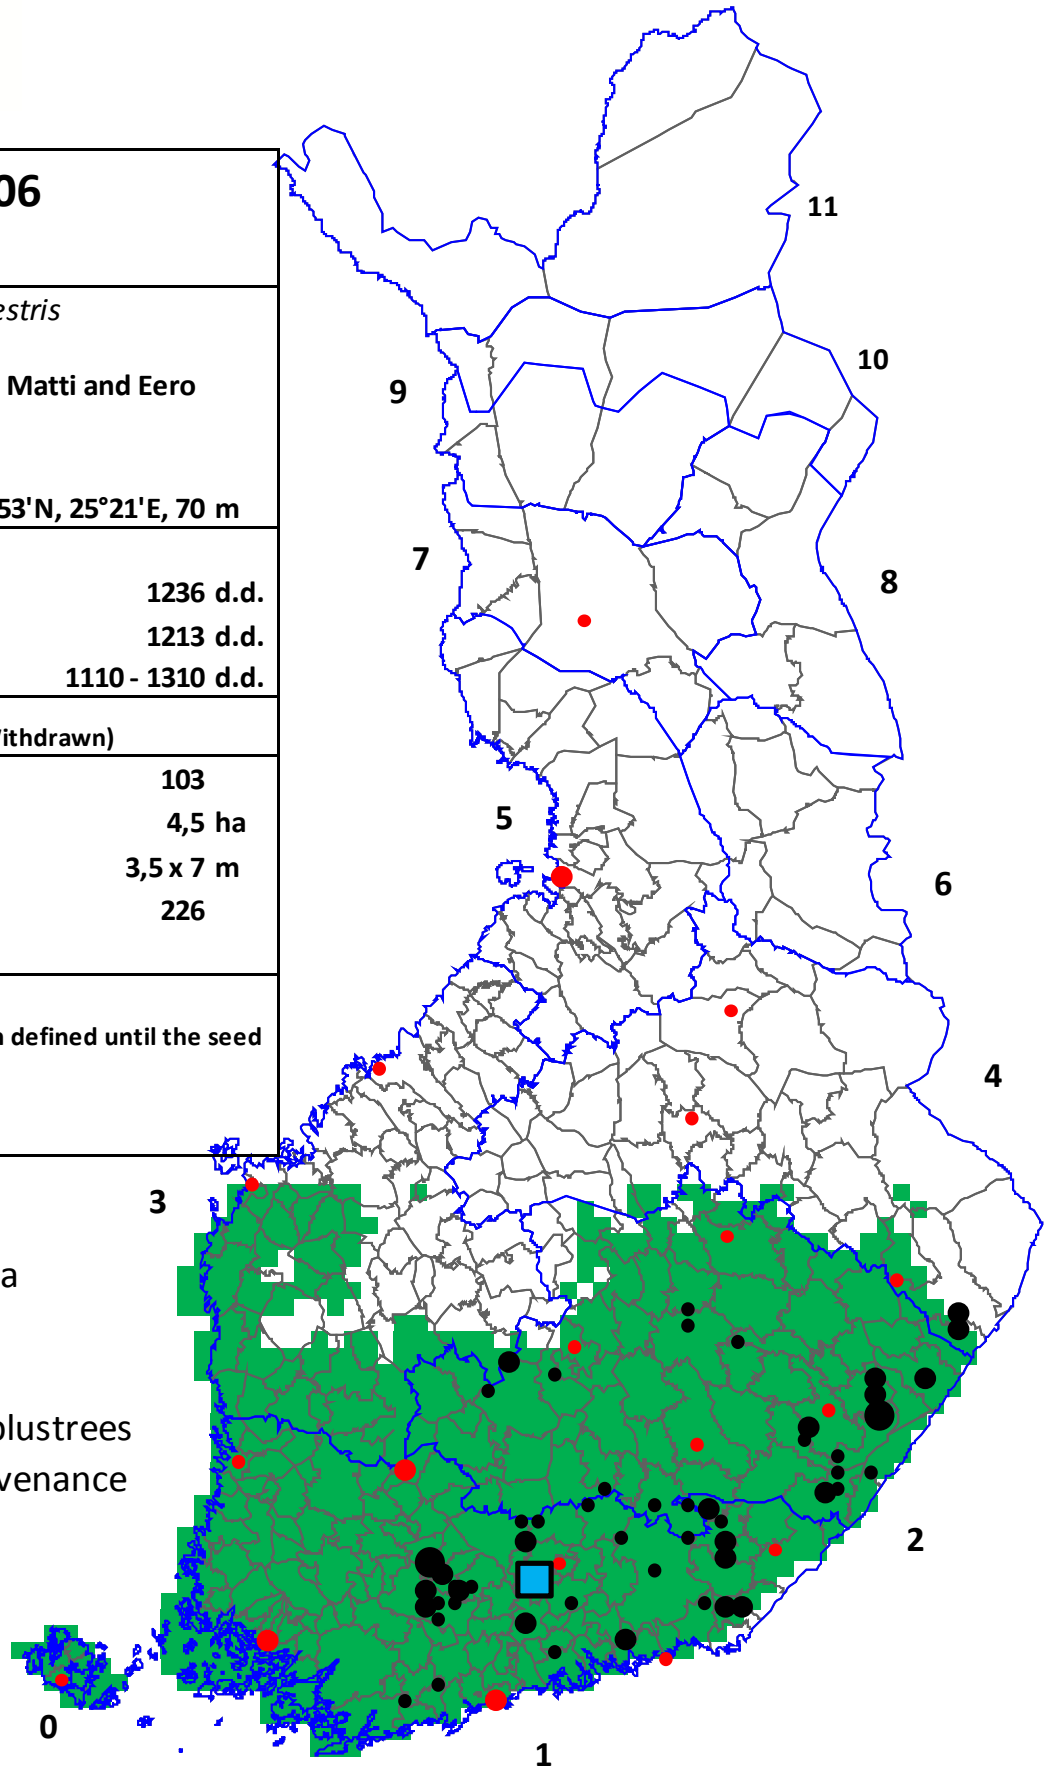 06
estris
Matti and Eero
53'N, 25°21'E, 70 m
1236 d.d.
1213 d.d.
1110 - 1310 d.d.
ithdrawn)
103
4,5 ha
3,5 x 7 m
226
n defined until the seed
a
plustrees
venance
11
10
9
7
8
5
6
4
3
2
0
1